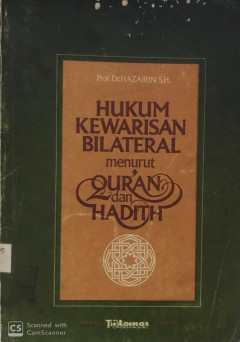 Prof. Dr. HAZAIRIN S.H.
HUKUM
KEWARISAN
BILATERAL
menurut
QUR'AN
dan
HADITH
Tintamas
CS Scanned with
CamScanner